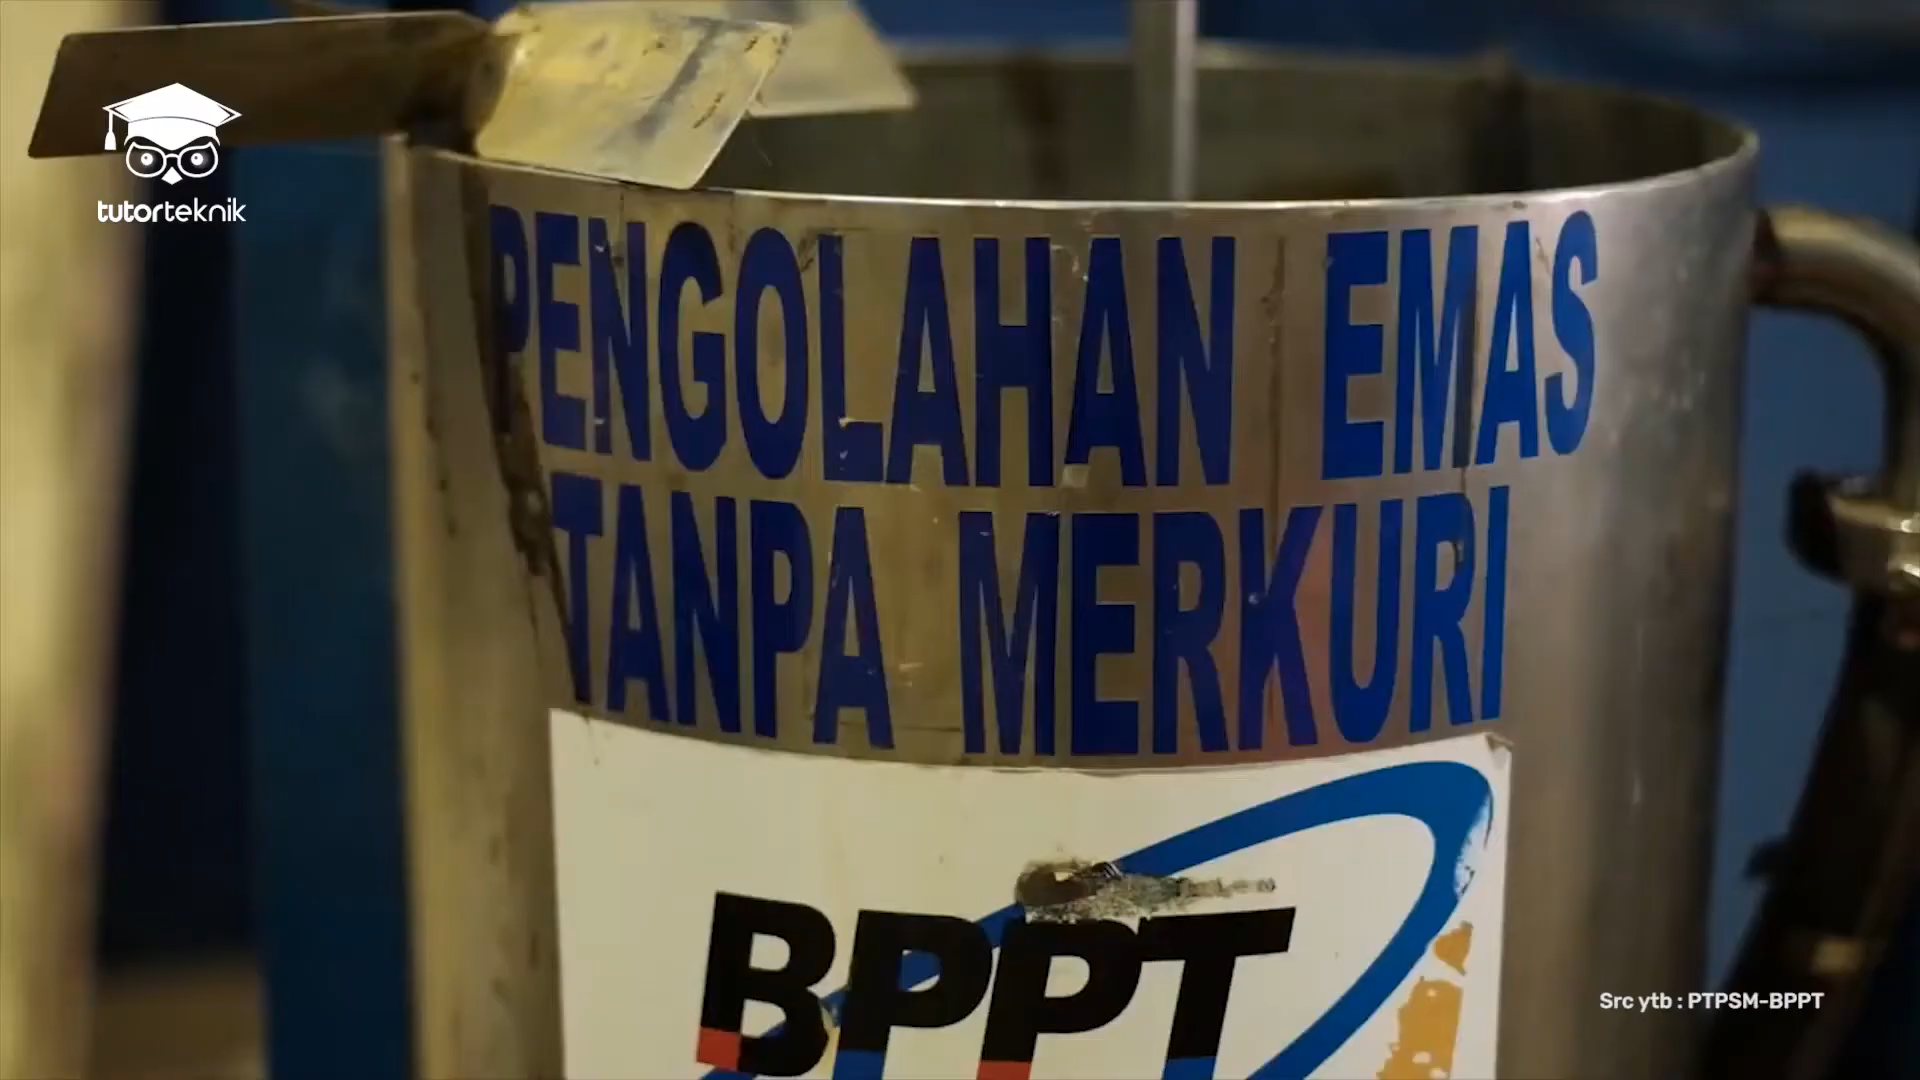 tutorteknik
PENGOLAHAN EMAS
TANPA MERKURI
BPPT
Src ytb : PTPSM-BPPT